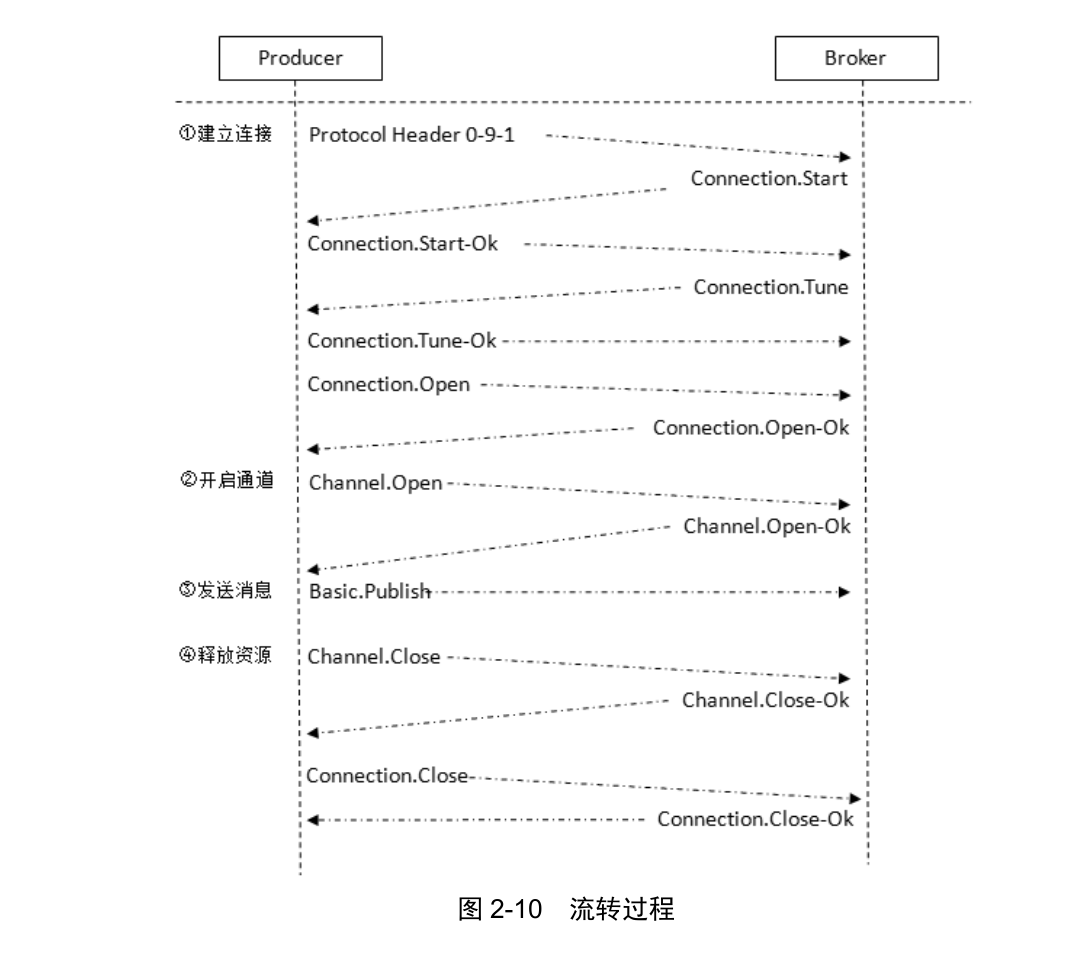 Producer Broker
①建立连接 Protocol Header 0-9-1
Connection.Start
Connection.Start-Ok
Connection.Tune
Connection.Tune-Ok
Connection.Open
Connection.Open-Ok
②开启通道 Channel.Open
Channel.Open-Ok
③发送消息 Basic.Publish
④释放资源 Channel.Close
Channel.Close-Ok
Connection.Close
Connection.Close-Ok
图 2-10 流转过程